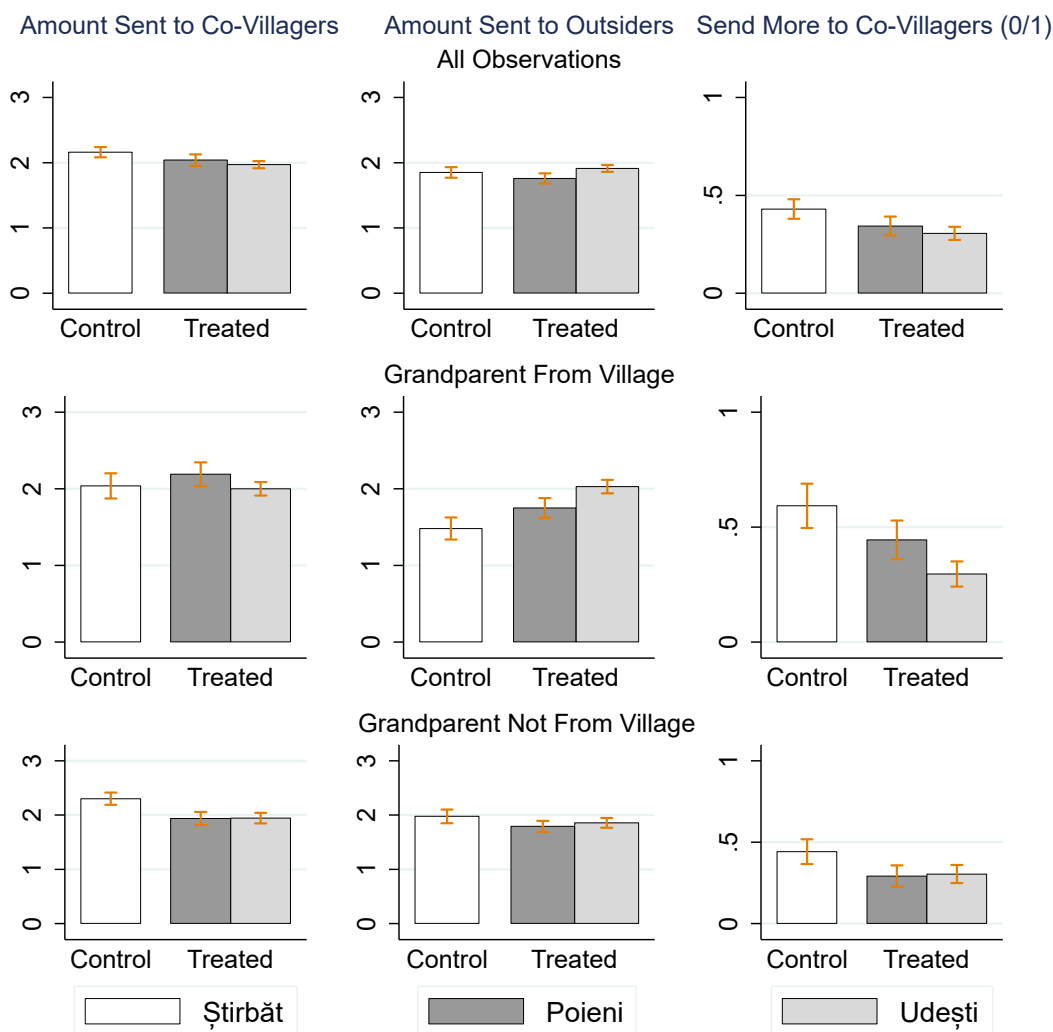 Amount Sent to Co-Villagers Amount Sent to Outsiders Send More to Co-Villagers (0/1)
All Observations
3 3 1
2 2 .5
1 1
0 0 0
Control Treated Control Treated Control Treated
Grandparent From Village
3 3 1
2 2 .5
1 1
0 0 0
Control Treated Control Treated Control Treated
Grandparent Not From Village
3 3 1
2 2 .5
1 1
0 0 0
Control Treated Control Treated Control Treated
Știrbăt Poieni Udești